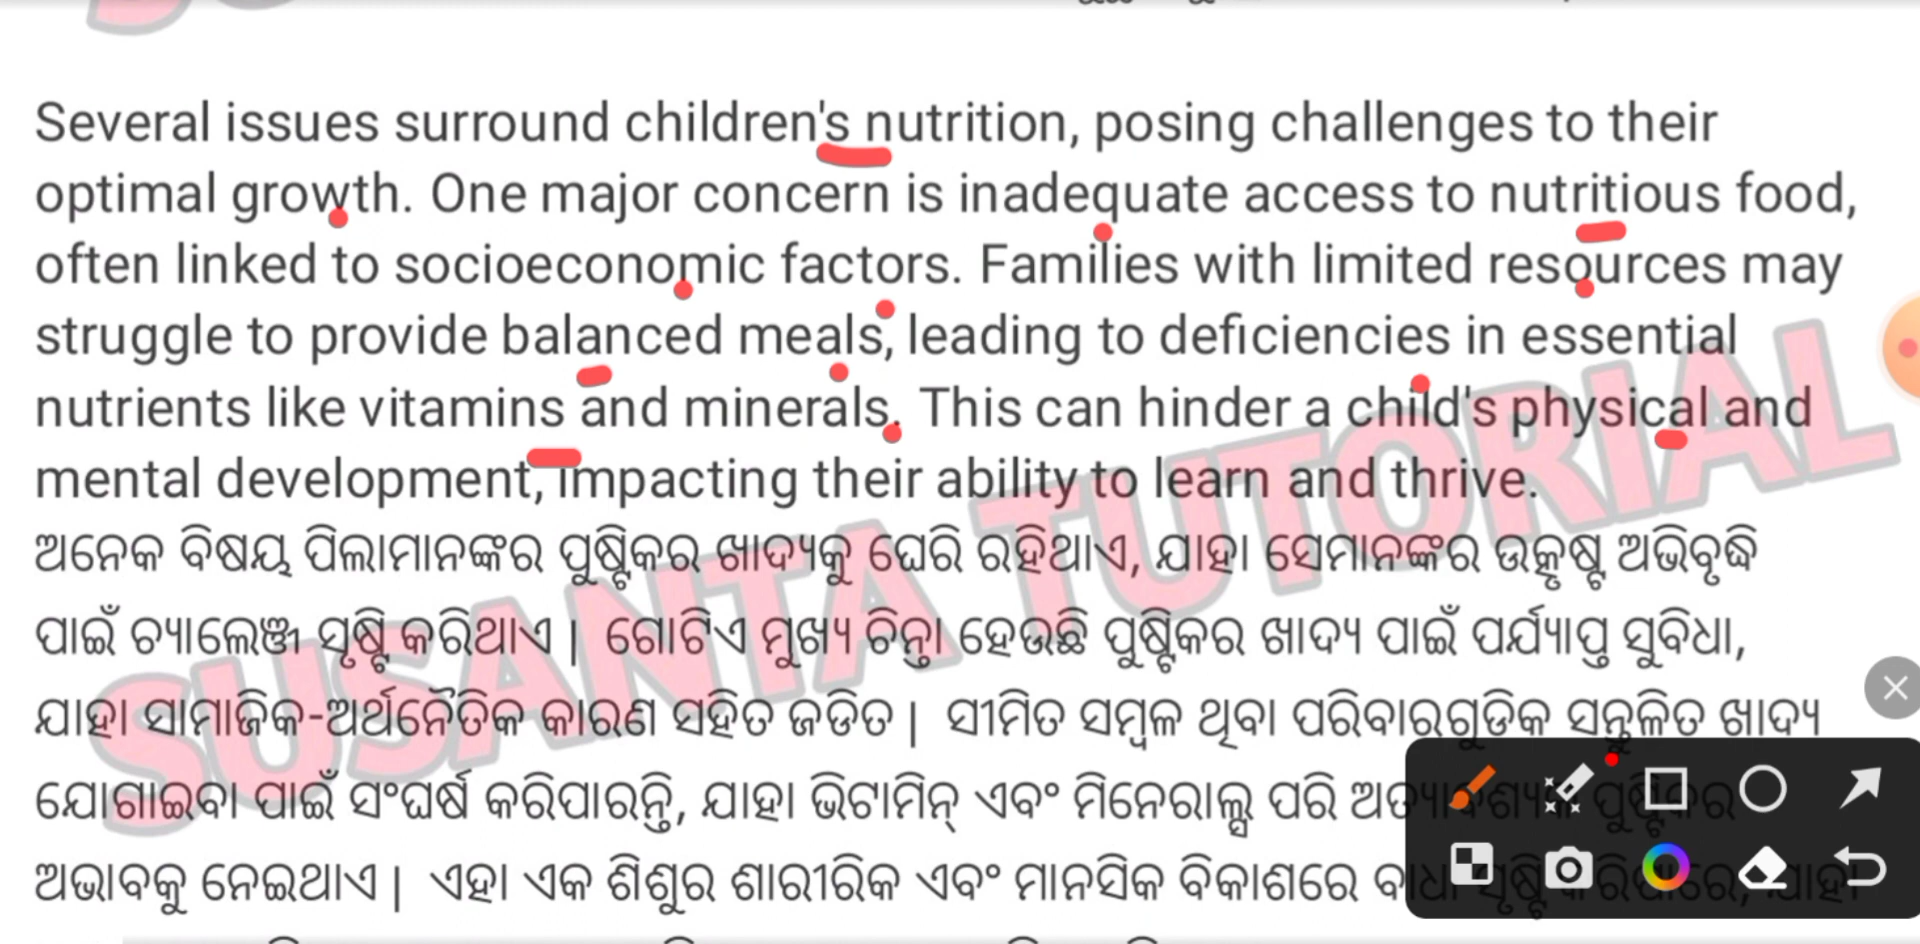 Several issues surround children's nutrition, posing challenges to their
optimal growth. One major concern is inadequate access to nutritious food,
often linked to socioeconomic factors. Families with limited resources may
struggle to provide balanced meals, leading to deficiencies in essential
nutrients like vitamins and minerals. This can hinder a child's physical and
mental development, impacting their ability to learn and thrive.
ଅନେକ ବିଷୟ ପିଲାମାନଙ୍କର ପୁଷ୍ଟିକର ଖାଦ୍ୟକୁ ଘେରି ରହିଥାଏ, ଯାହା ସେମାନଙ୍କର ଉତ୍କୃଷ୍ଟ ଅଭିବୃଦ୍ଧି
ପାଇଁ ଚ୍ୟାଲେଞ୍ଜ ସୃଷ୍ଟି କରିଥାଏ | ଗୋଟିଏ ମୁଖ୍ୟ ଚିନ୍ତା ହେଉଛି ପୁଷ୍ଟିକର ଖାଦ୍ୟ ପାଇଁ ପର୍ଯ୍ୟାପ୍ତ ସୁବିଧା,
ଯାହା ସାମାଜିକ-ଅର୍ଥନୈତିକ କାରଣ ସହିତ ଜଡିତ | ସୀମିତ ସମ୍ବଳ ଥିବା ପରିବାରଗୁଡିକ ସନ୍ତୁଳିତ ଖାଦ୍ୟ
ଯୋଗାଇବା ପାଇଁ ସଂଘର୍ଷ କରିପାରନ୍ତି, ଯାହା ଭିଟାମିନ୍ ଏବଂ ମିନେରାଲ୍ସ ପରି ଅତ୍ୟାବଶ୍ୟକ ପୁଷ୍ଟିକର
ଅଭାବକୁ ନେଇଥାଏ | ଏହା ଏକ ଶିଶୁର ଶାରୀରିକ ଏବଂ ମାନସିକ ବିକାଶରେ ବାଧା ସୃଷ୍ଟି କରିପାରେ, ଯାହା
SUSANTA TUTORIAL